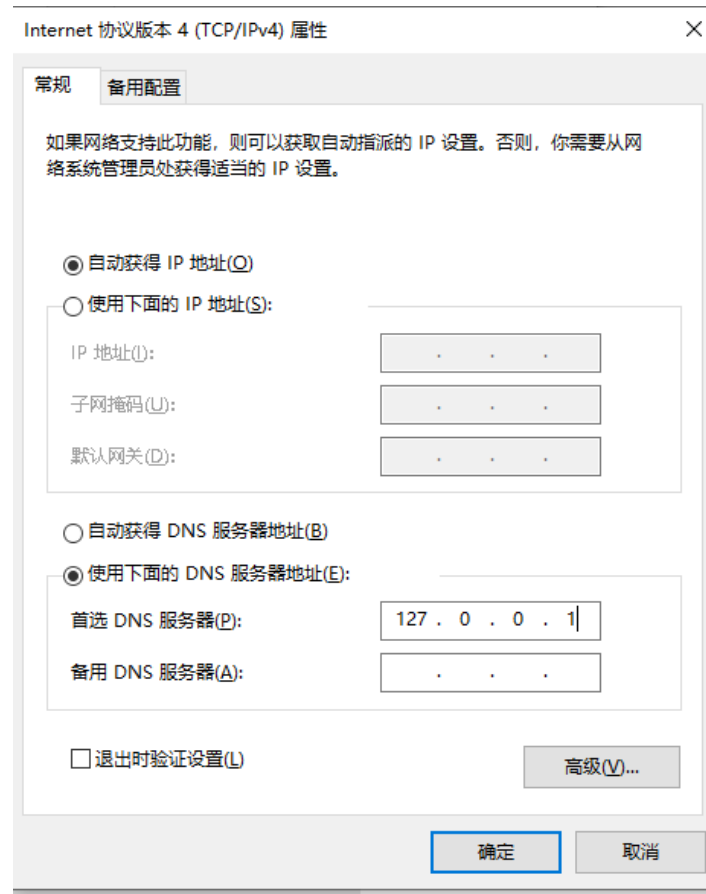 Internet 协议版本 4 (TCP/IPv4) 属性
常规
备用配置
如果网络支持此功能，则可以获取自动指派的 IP 设置。否则，你需要从网
络系统管理员处获得适当的 IP 设置。
自动获得 IP 地址(O)
使用下面的 IP 地址(S):
IP 地址(I):
. . .
子网掩码(U):
. . .
默认网关(D):
. . .
自动获得 DNS 服务器地址(B)
使用下面的 DNS 服务器地址(E):
首选 DNS 服务器(P):
127 . 0 . 0 . 1
备用 DNS 服务器(A):
. . .
退出时验证设置(L)
高级(V)...
确定
取消